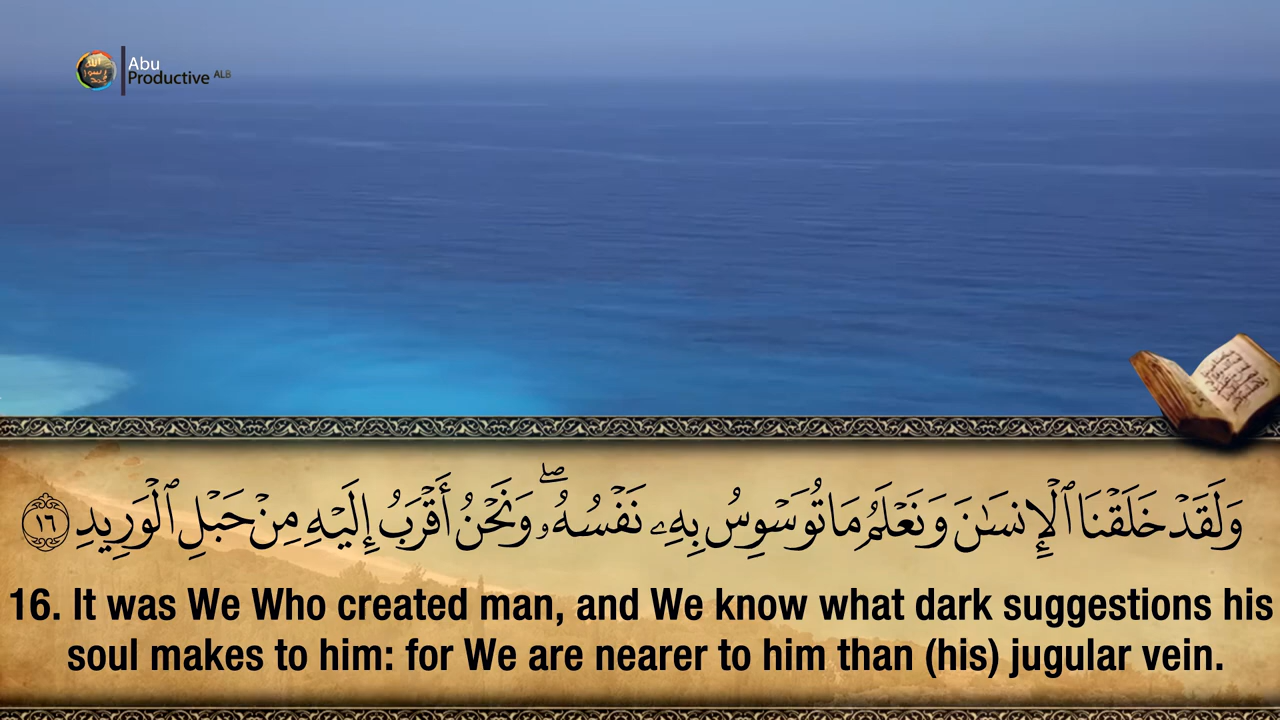 Abu
Productive ALB
وَلَقَدْ خَلَقْنَا ٱلْإِنسَـٰنَ وَنَعْلَمُ مَا تُوَسْوِسُ بِهِۦ نَفْسُهُۥ ۖ وَنَحْنُ أَقْرَبُ إِلَيْهِ مِنْ حَبْلِ ٱلْوَرِيدِ ١٦
16. It was We Who created man, and We know what dark suggestions his
soul makes to him: for We are nearer to him than (his) jugular vein.